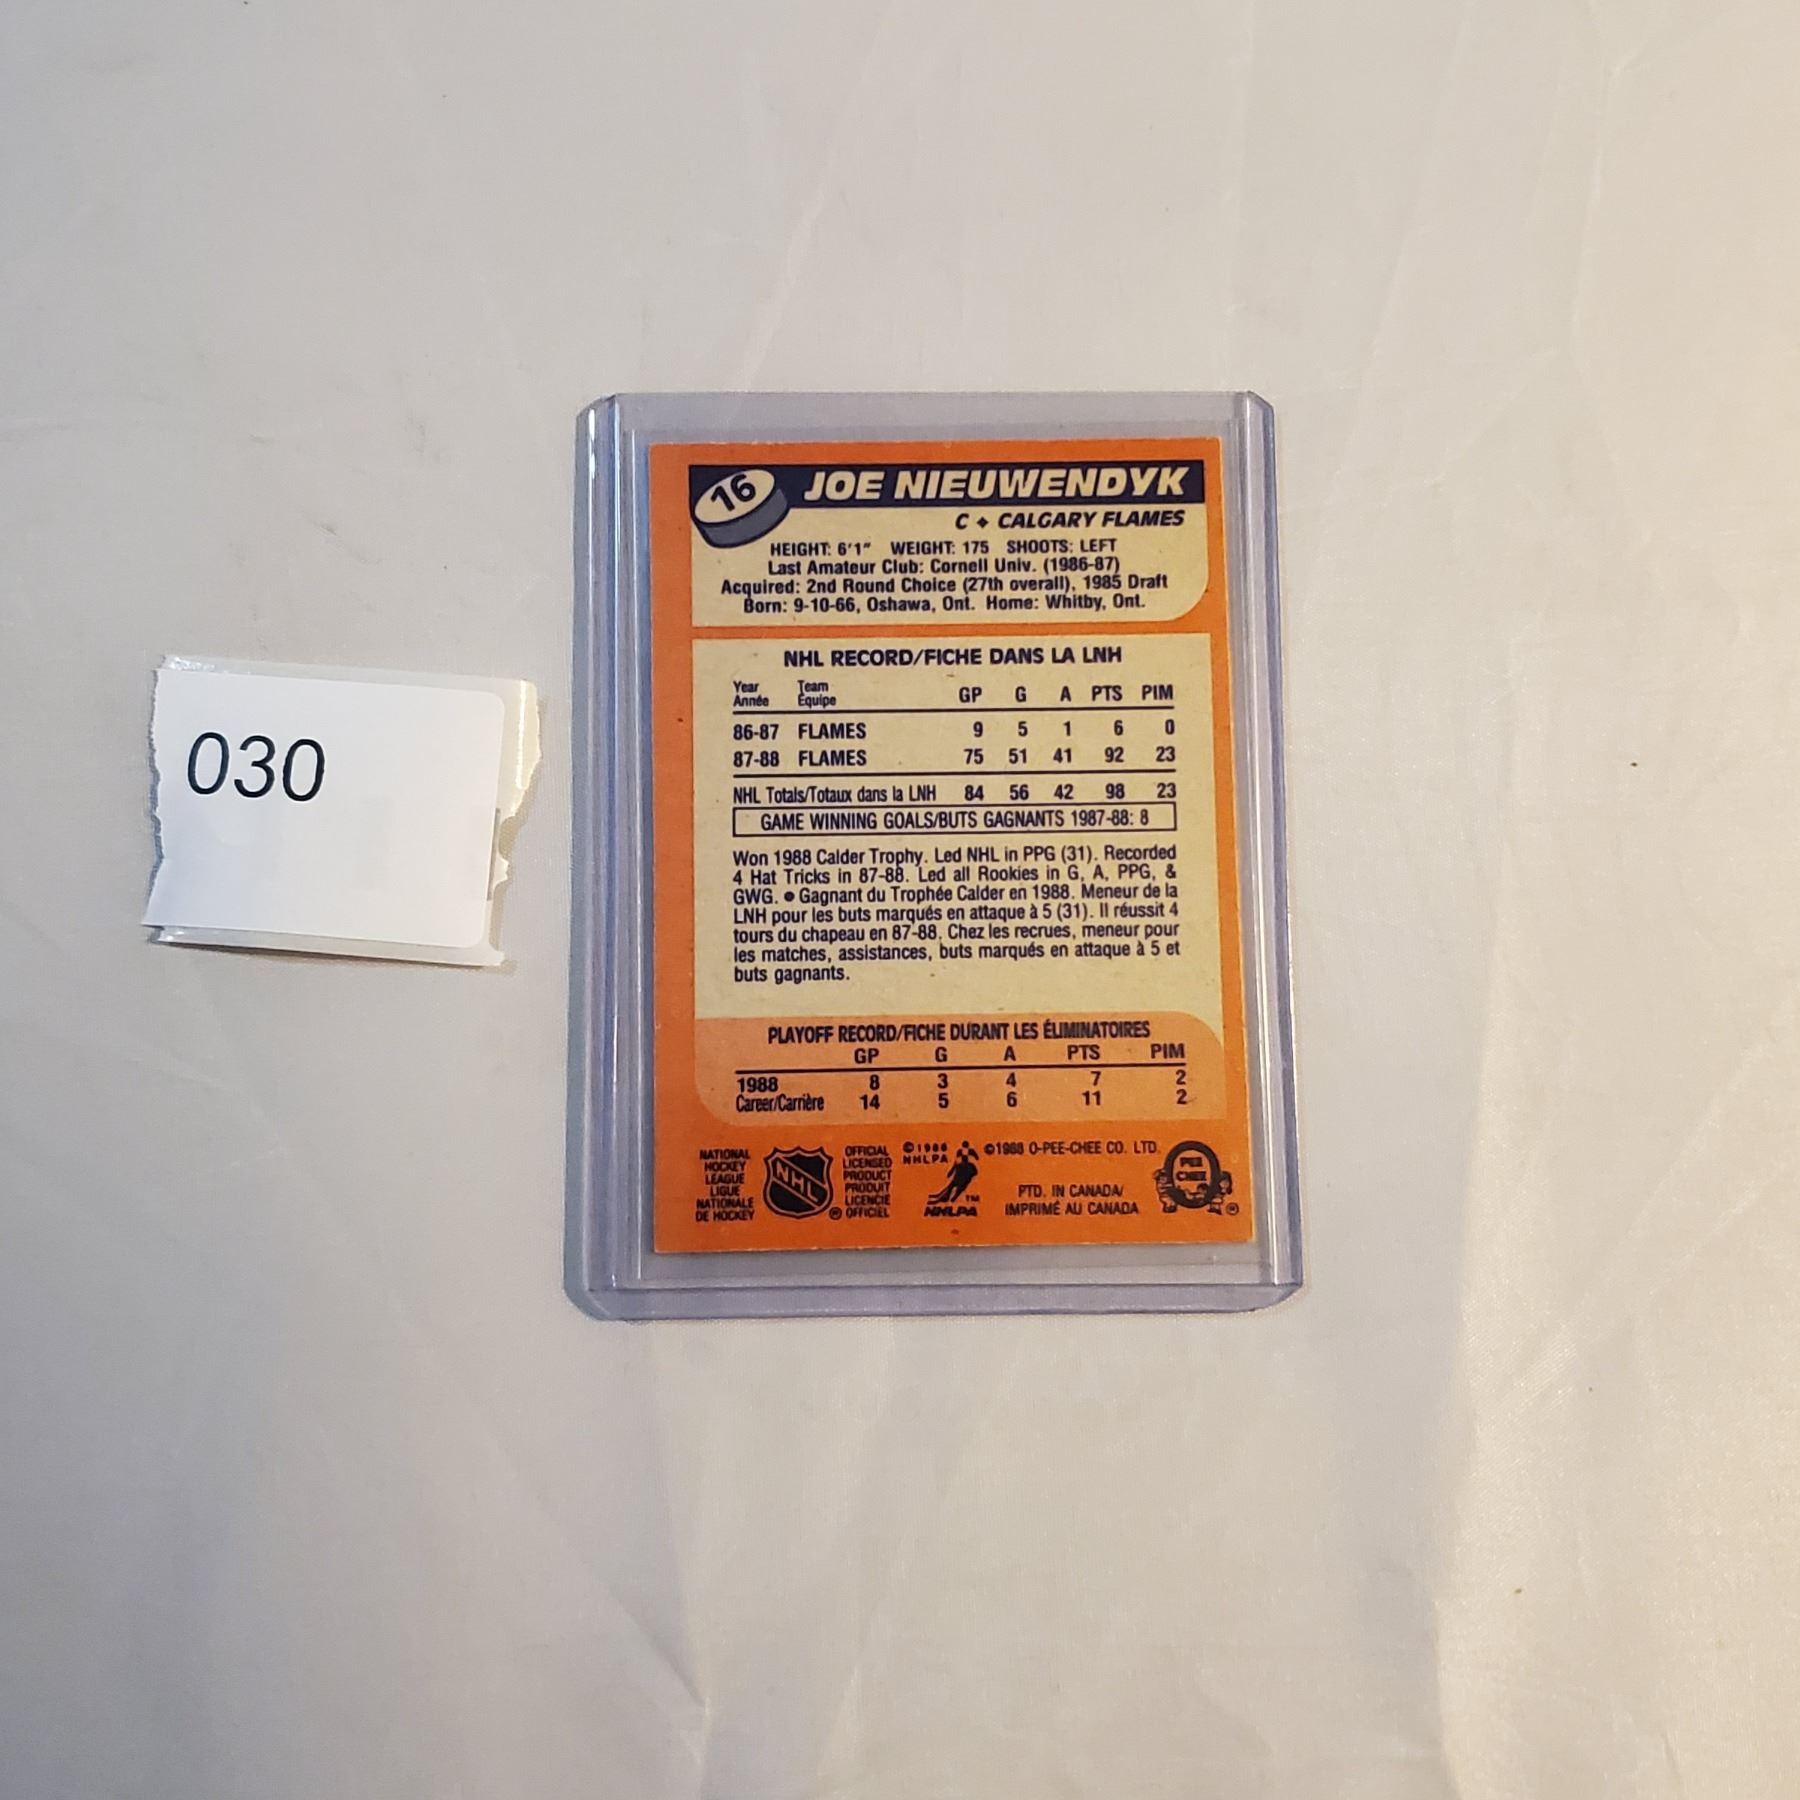 030
16 JOE NIEUWENDYK
C ♦ CALGARY FLAMES
HEIGHT: 6'1" WEIGHT: 175 SHOOTS: LEFT
Last Amateur Club: Cornell Univ. (1986-87)
Acquired: 2nd Round Choice (27th overall), 1985 Draft
Born: 9-10-66, Oshawa, Ont. Home: Whitby, Ont.
NHL RECORD/FICHE DANS LA LNH
Year Team
Année Équipe GP G A PTS PIM
86-87 FLAMES 9 5 1 6 0
87-88 FLAMES 75 51 41 92 23
NHL Totals/Totaux dans la LNH 84 56 42 98 23
GAME WINNING GOALS/BUTS GAGNANTS 1987-88: 8
Won 1988 Calder Trophy. Led NHL in PPG (31). Recorded
4 Hat Tricks in 87-88. Led all Rookies in G, A, PPG, &
GWG. ● Gagnant du Trophée Calder en 1988. Meneur de la
LNH pour les buts marqués en attaque à 5 (31). Il réussit 4
tours du chapeau en 87-88. Chez les recrues, meneur pour
les matches, assistances, buts marqués en attaque à 5 et
buts gagnants.
PLAYOFF RECORD/FICHE DURANT LES ÉLIMINATOIRES
GP G A PTS PIM
1988 8 3 4 7 2
Career/Carrière 14 5 6 11 2
NATIONAL
HOCKEY
LEAGUE
LIGUE
NATIONALE
DE HOCKEY
NHL
®
OFFICIAL
LICENSED
PRODUCT
PRODUIT
LICENCIE
OFFICIEL
©1988
NHLPA
TM
NHLPA
©1988 O-PEE-CHEE CO. LTD.
PTD. IN CANADA/
IMPRIMÉ AU CANADA
PEE
CHEE
®